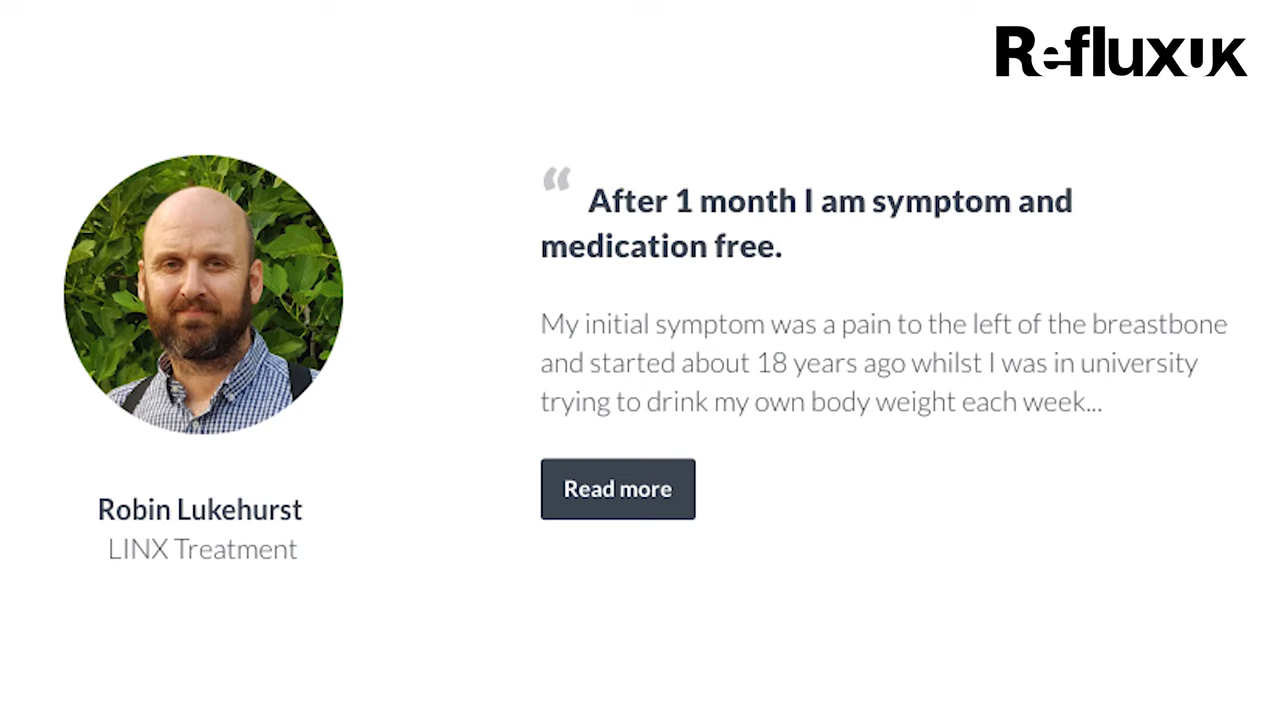 RefluxUK
“ After 1 month I am symptom and
medication free.
My initial symptom was a pain to the left of the breastbone
and started about 18 years ago whilst I was in university
trying to drink my own body weight each week...
Read more
Robin Lukehurst
LINX Treatment